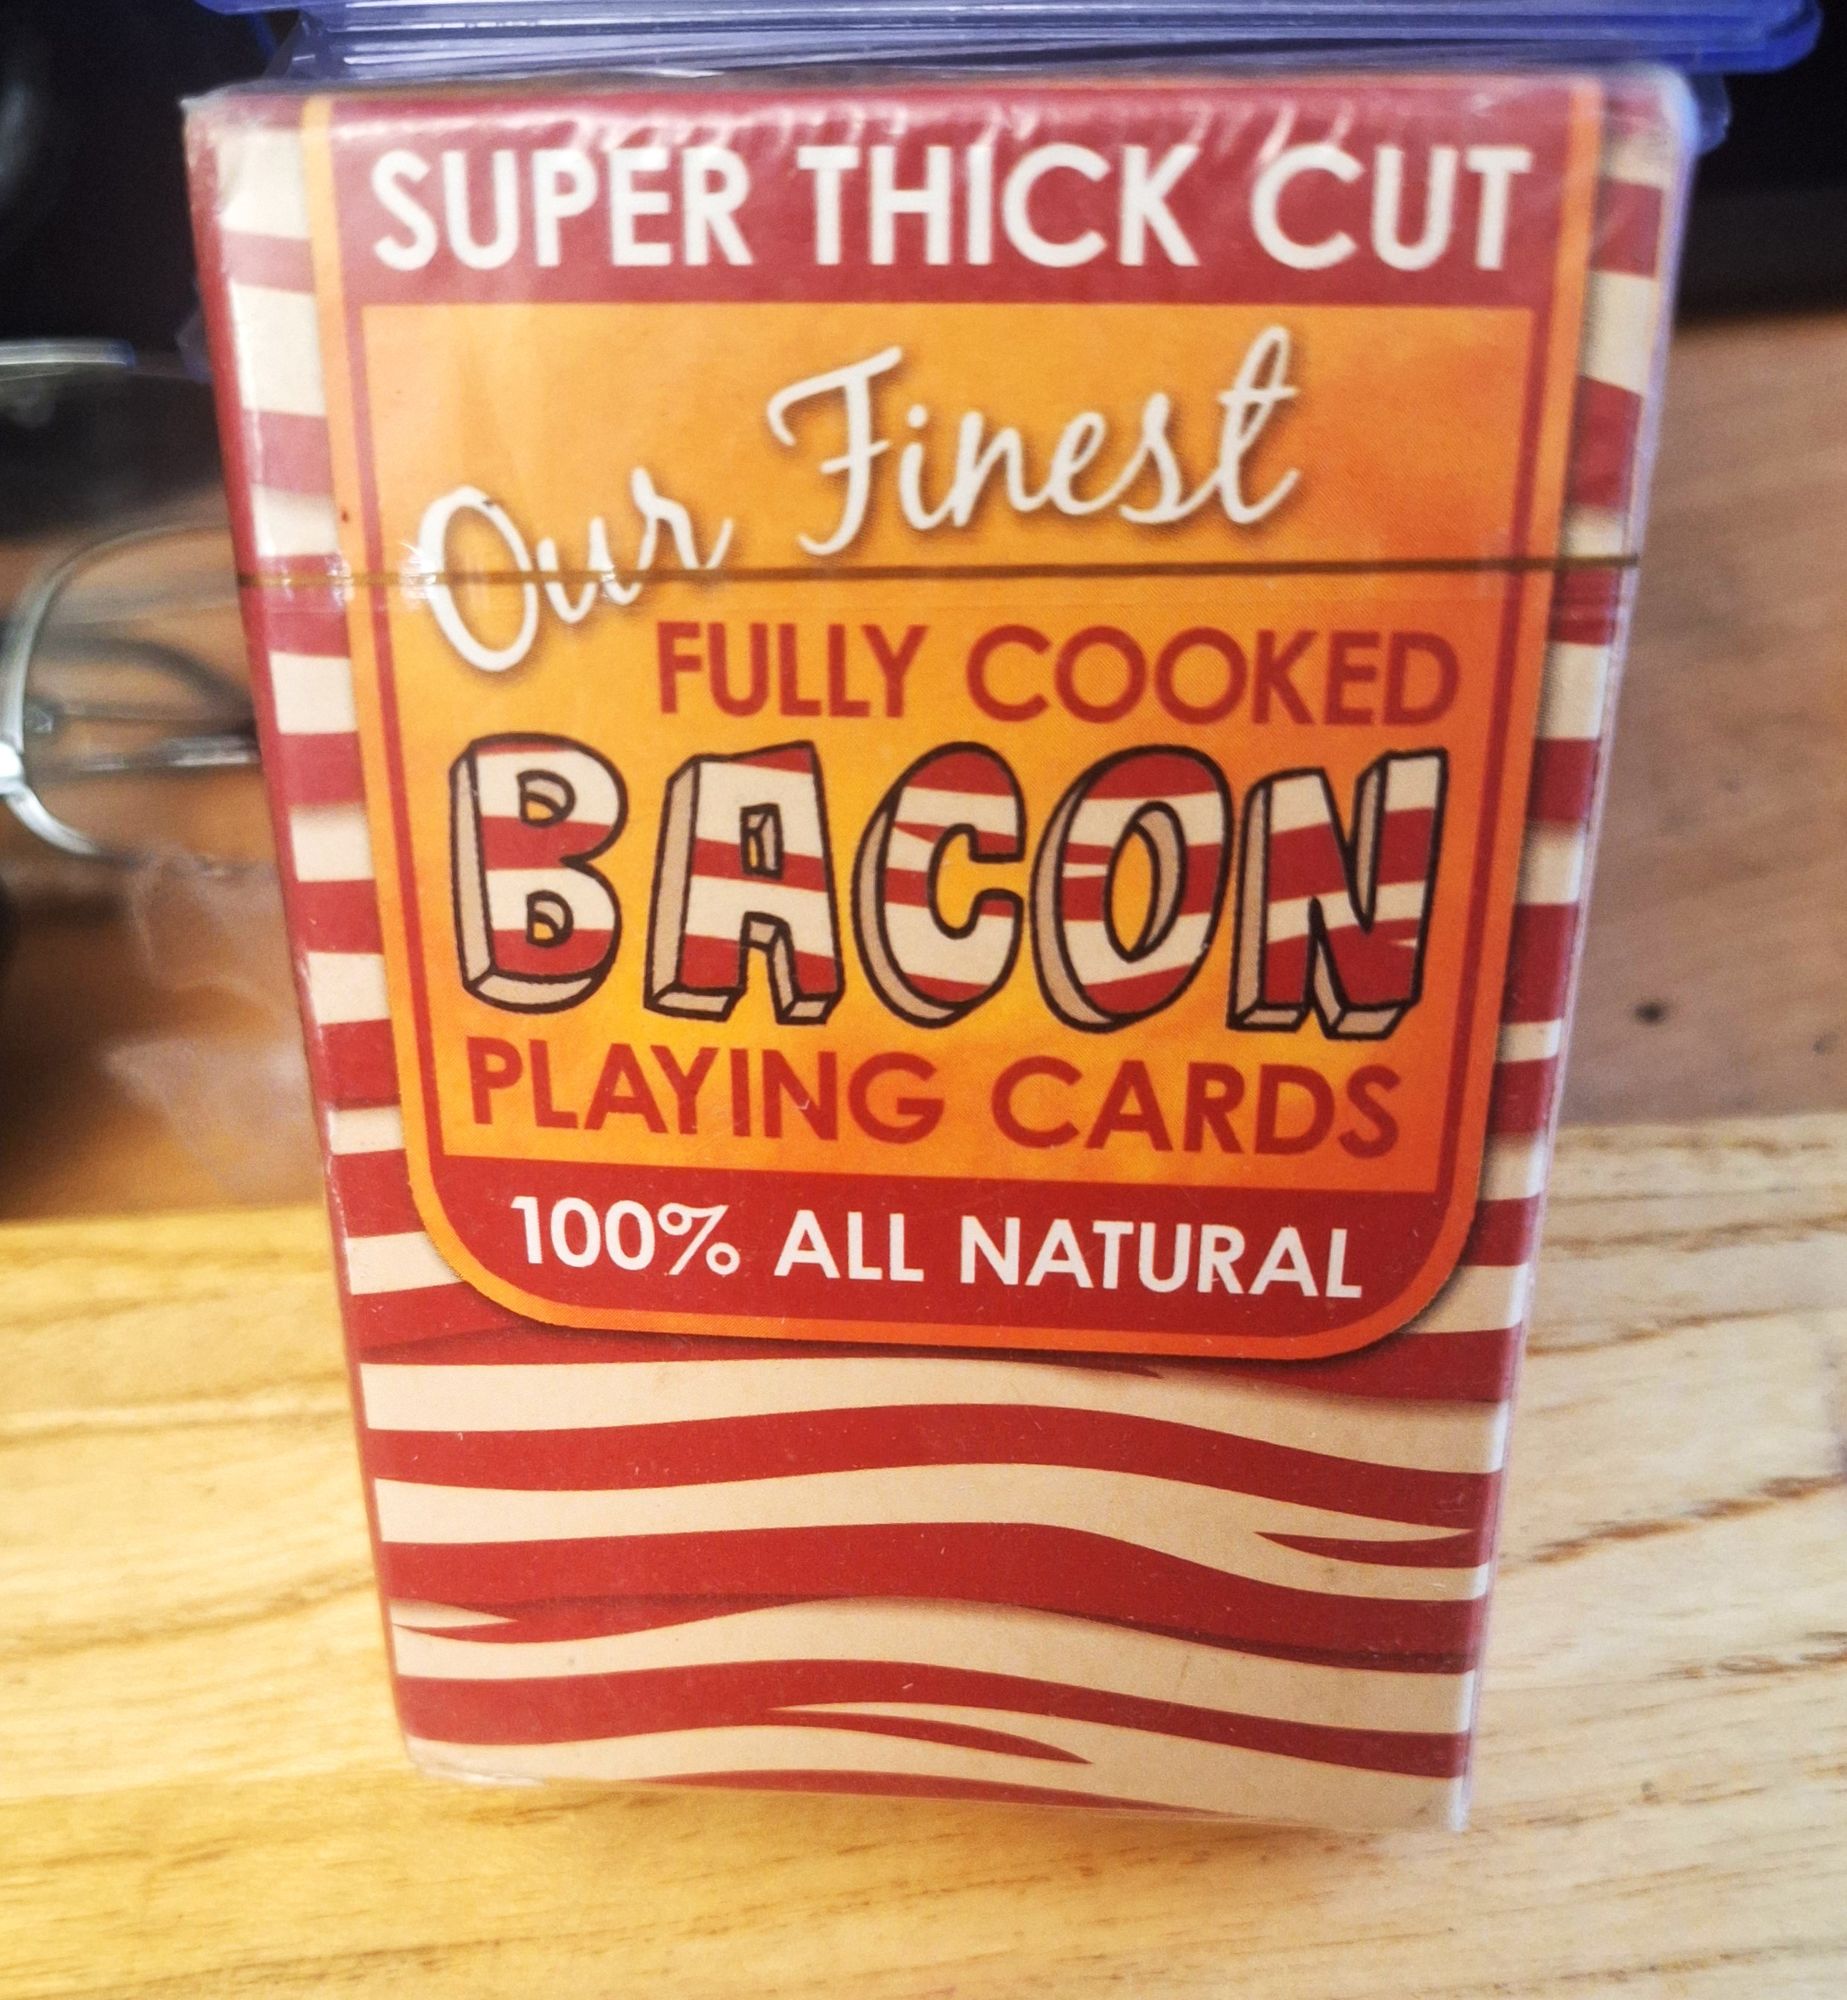 SUPER THICK CUT
Our Finest
FULLY COOKED
BACON
PLAYING CARDS
100% ALL NATURAL